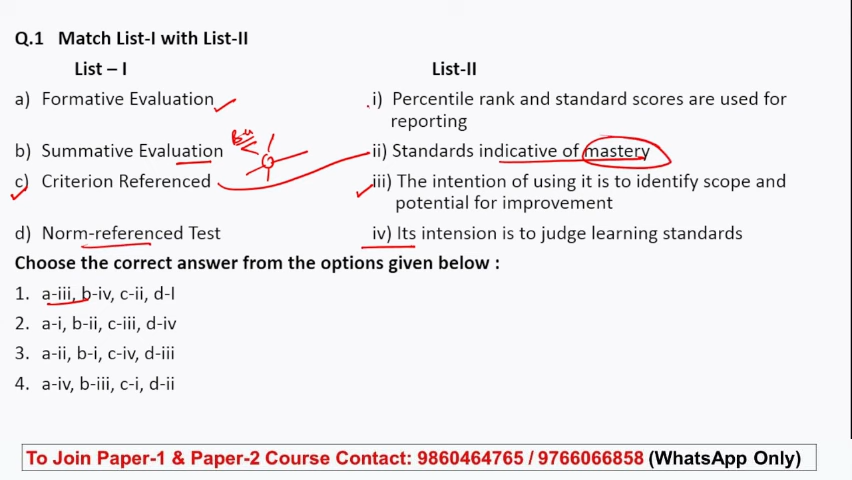 Q.1 Match List-I with List-II
List – I List-II
a) Formative Evaluation i) Percentile rank and standard scores are used for
reporting
b) Summative Evaluation ii) Standards indicative of mastery
c) Criterion Referenced iii) The intention of using it is to identify scope and
potential for improvement
d) Norm-referenced Test iv) Its intension is to judge learning standards
Choose the correct answer from the options given below :
1. a-iii, b-iv, c-ii, d-I
2. a-i, b-ii, c-iii, d-iv
3. a-ii, b-i, c-iv, d-iii
4. a-iv, b-iii, c-i, d-ii
To Join Paper-1 & Paper-2 Course Contact: 9860464765 / 9766066858 (WhatsApp Only)